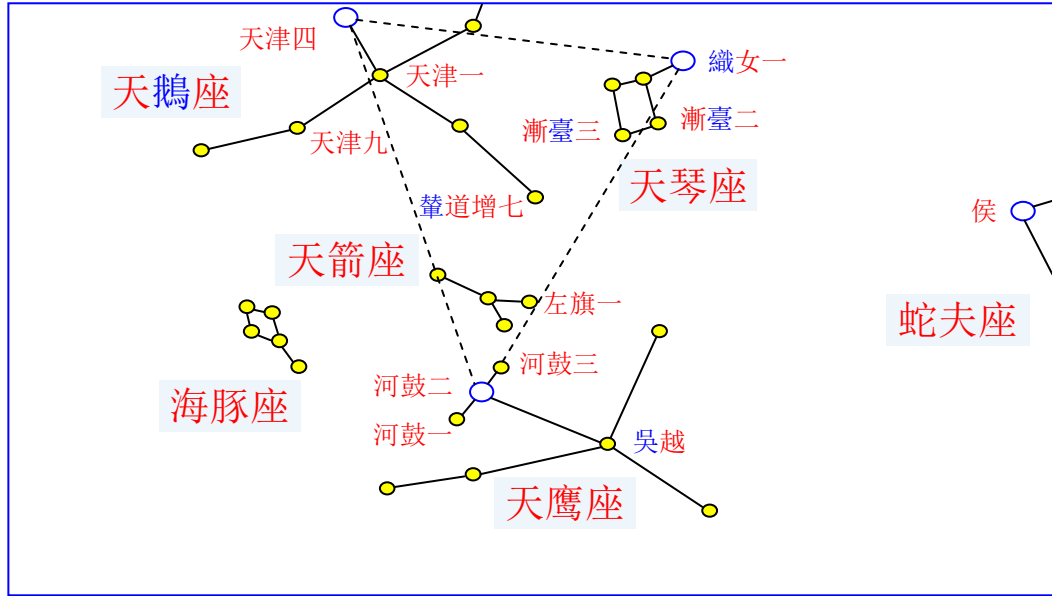 天津四
織女一
天津一
天鵝座
漸臺三
漸臺二
天津九
天琴座
輦道增七
侯
天箭座
左旗一
蛇夫座
河鼓三
河鼓二
海豚座
河鼓一
吳越
天鹰座